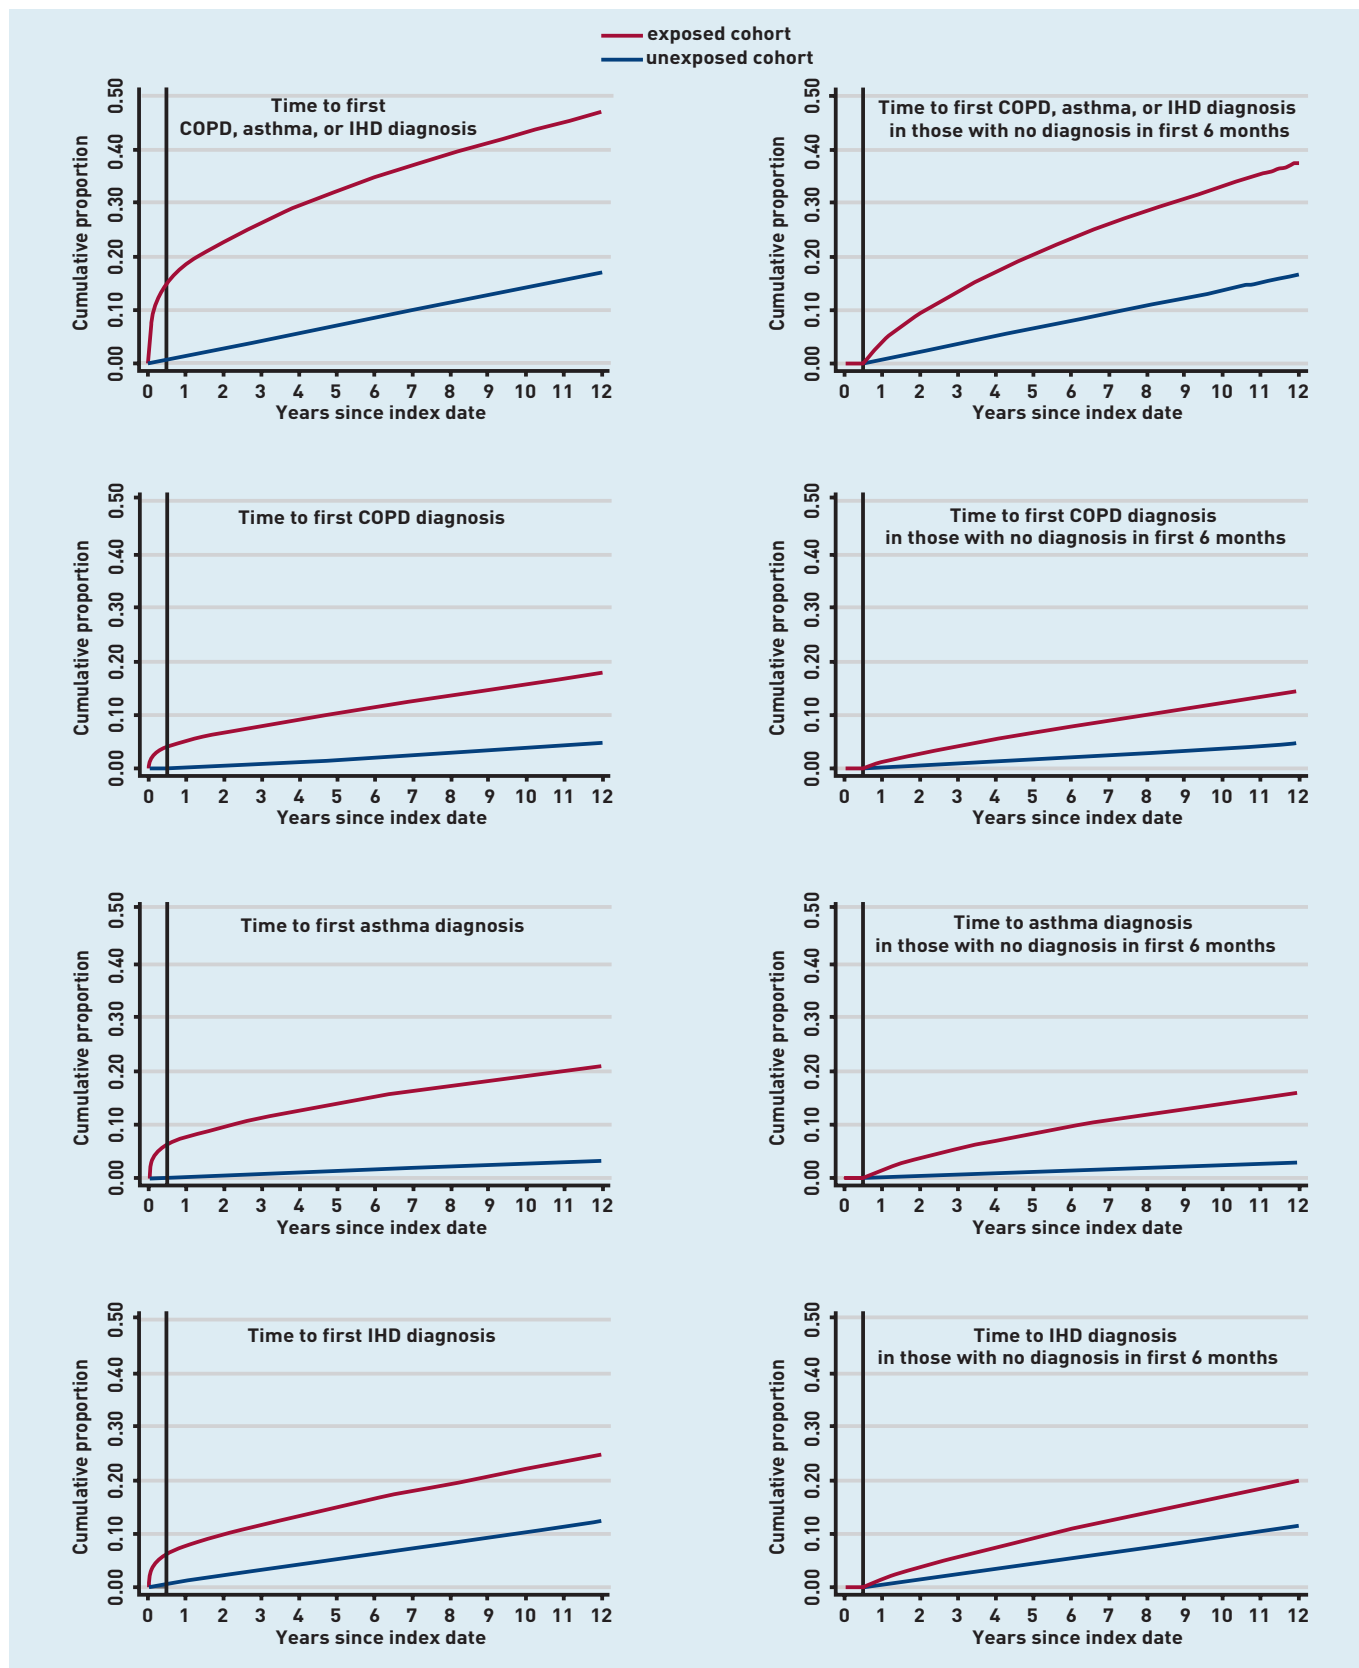 exposed cohort
unexposed cohort
Time to first
COPD, asthma, or IHD diagnosis
Cumulative proportion
0.50
0.40
0.30
0.20
0.10
0.00
0 1 2 3 4 5 6 7 8 9 10 11 12
Years since index date
Time to first COPD, asthma, or IHD diagnosis
in those with no diagnosis in first 6 months
Cumulative proportion
0.50
0.40
0.30
0.20
0.10
0.00
0 1 2 3 4 5 6 7 8 9 10 11 12
Years since index date
Time to first COPD diagnosis
Cumulative proportion
0.50
0.40
0.30
0.20
0.10
0.00
0 1 2 3 4 5 6 7 8 9 10 11 12
Years since index date
Time to first COPD diagnosis
in those with no diagnosis in first 6 months
Cumulative proportion
0.50
0.40
0.30
0.20
0.10
0.00
0 1 2 3 4 5 6 7 8 9 10 11 12
Years since index date
Time to first asthma diagnosis
Cumulative proportion
0.50
0.40
0.30
0.20
0.10
0.00
0 1 2 3 4 5 6 7 8 9 10 11 12
Years since index date
Time to asthma diagnosis
in those with no diagnosis in first 6 months
Cumulative proportion
0.50
0.40
0.30
0.20
0.10
0.00
0 1 2 3 4 5 6 7 8 9 10 11 12
Years since index date
Time to first IHD diagnosis
Cumulative proportion
0.50
0.40
0.30
0.20
0.10
0.00
0 1 2 3 4 5 6 7 8 9 10 11 12
Years since index date
Time to IHD diagnosis
in those with no diagnosis in first 6 months
Cumulative proportion
0.50
0.40
0.30
0.20
0.10
0.00
0 1 2 3 4 5 6 7 8 9 10 11 12
Years since index date